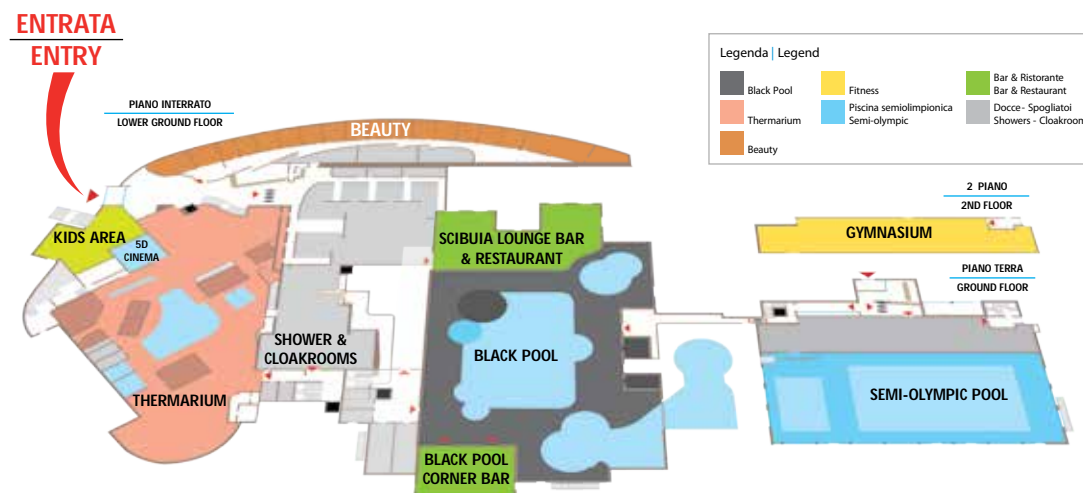 ENTRATA
ENTRY
PIANO INTERRATO
LOWER GROUND FLOOR
BEAUTY
Legenda | Legend
Black Pool
Thermarium
Beauty
Fitness
Piscina semiolimpionica
Semi-olympic
Bar & Ristorante
Bar & Restaurant
Docce - Spogliatoi
Showers - Cloakroom
2 PIANO
2ND FLOOR
GYMNASIUM
KIDS AREA
5D
CINEMA
SCIBUIA LOUNGE BAR
& RESTAURANT
PIANO TERRA
GROUND FLOOR
SHOWER &
CLOAKROOMS
BLACK POOL
THERMARIUM
SEMI-OLYMPIC POOL
BLACK POOL
CORNER BAR